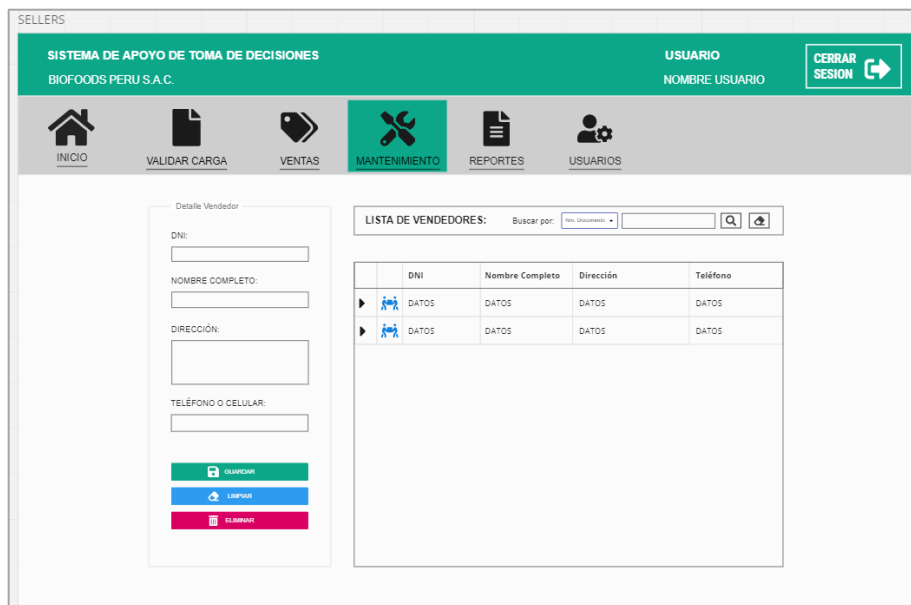 SELLERS
SISTEMA DE APOYO DE TOMA DE DECISIONES
BIOFOODS PERU S.A.C.
USUARIO
NOMBRE USUARIO
CERRAR
SESION
INICIO
VALIDAR CARGA
VENTAS
MANTENIMIENTO
REPORTES
USUARIOS
Detalle Vendedor
DNI:
NOMBRE COMPLETO:
DIRECCIÓN:
TELÉFONO O CELULAR:
GUARDAR
LIMPIAR
ELIMINAR
LISTA DE VENDEDORES: Buscar por: Nro. Documento
DNI Nombre Completo Dirección Teléfono
DATOS DATOS DATOS DATOS
DATOS DATOS DATOS DATOS